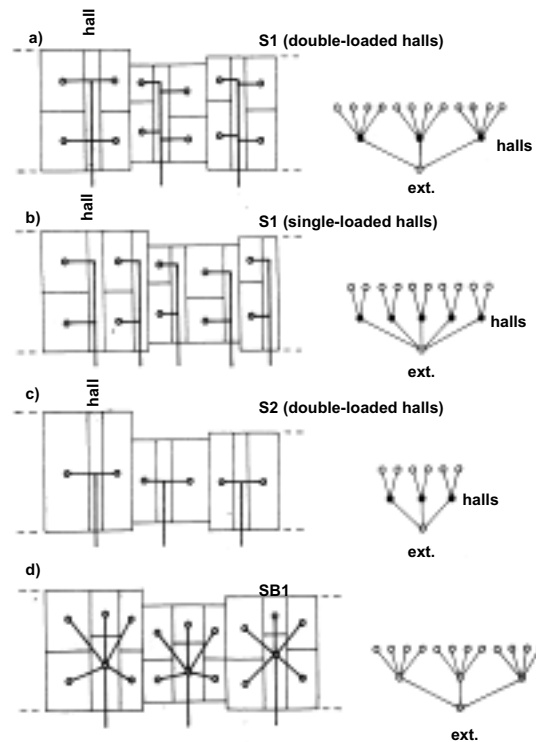 hall
a)
S1 (double-loaded halls)
halls
ext.
hall
b)
S1 (single-loaded halls)
halls
ext.
c)
hall
S2 (double-loaded halls)
halls
ext.
d)
SB1
ext.